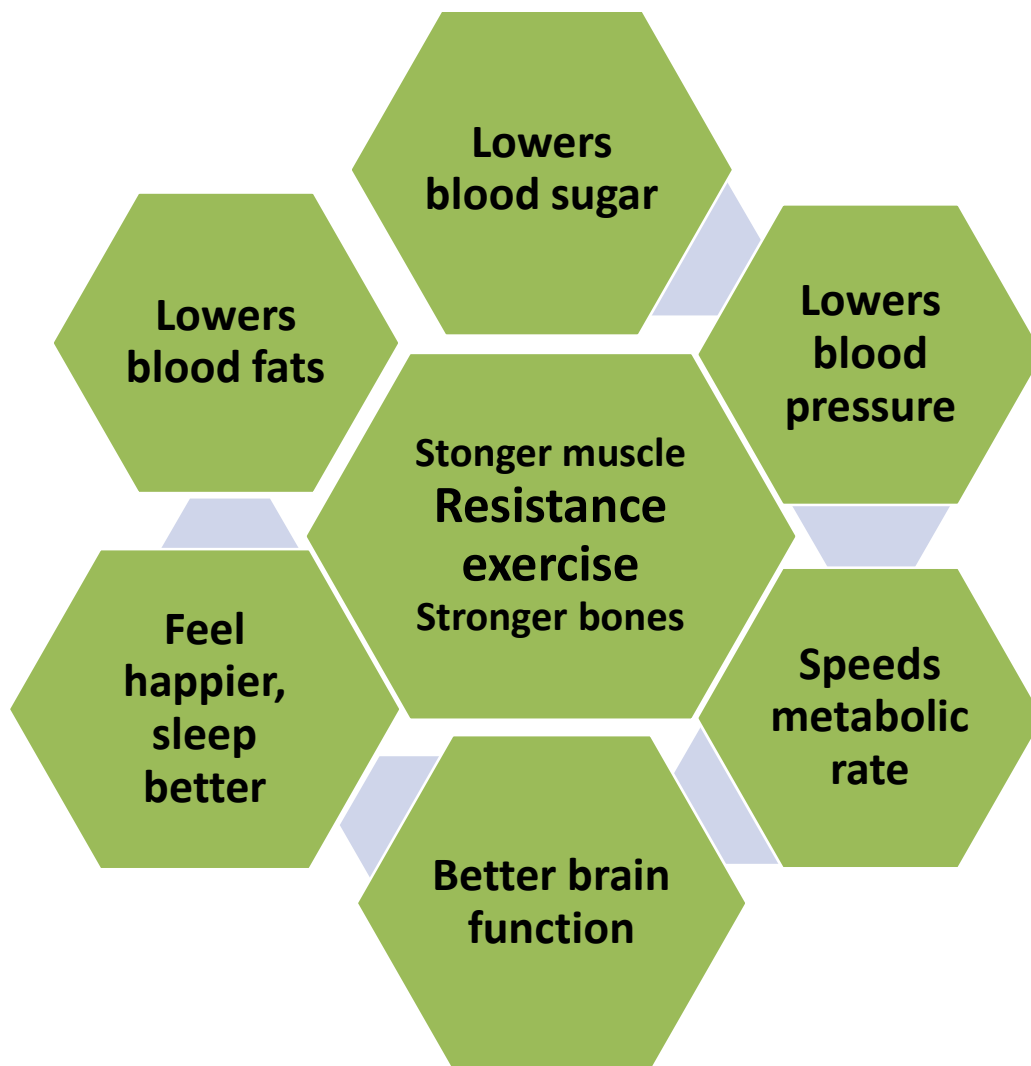 Lowers
blood sugar
Lowers
blood fats
Lowers
blood
pressure
Stonger muscle
Resistance
exercise
Stronger bones
Feel
happier,
sleep
better
Speeds
metabolic
rate
Better brain
function